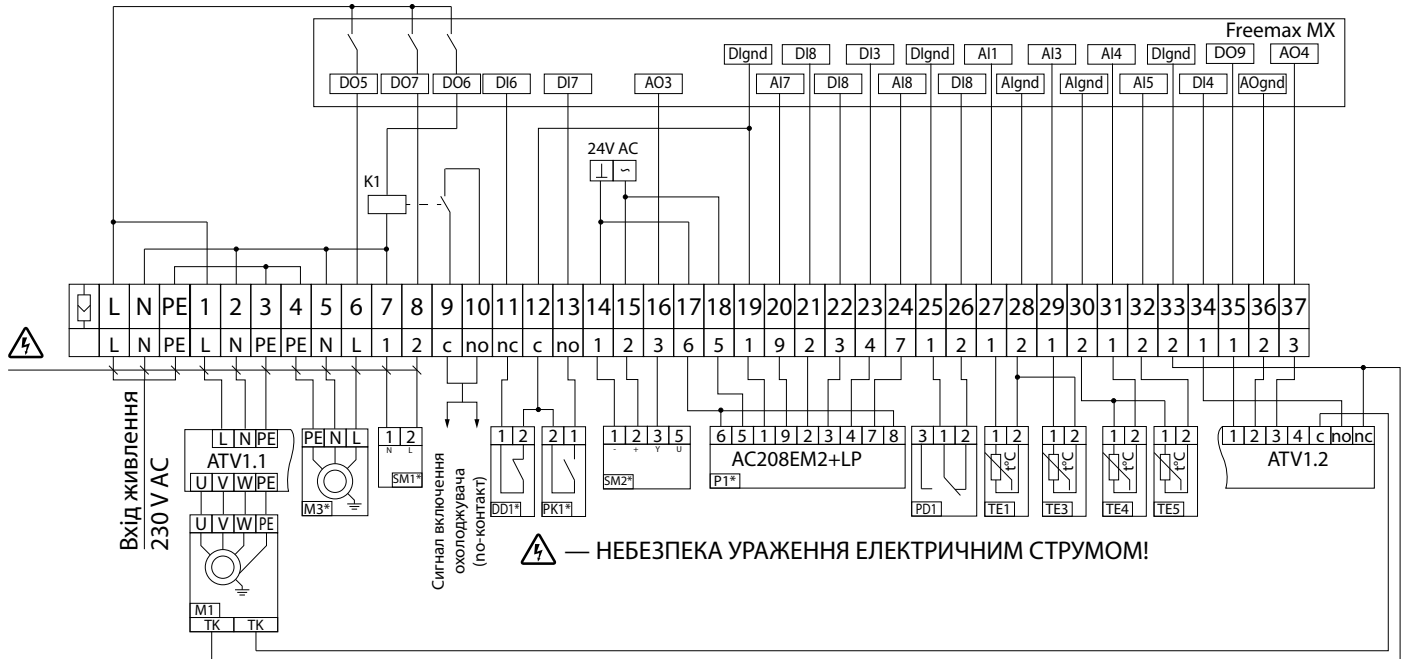 Freemax MX
DIgnd DI8 DI3 DIgnd AI1 AI3 AI4 DIgnd DO9 AO4
DO5 DO7 DO6 DI6 DI7 AO3 AI7 DI8 AI8 DI8 AIgnd AIgnd AI5 DI4 AOgnd
24V AC
⊥ ~
K1
L N PE 1 2 3 4 5 6 7 8 9 10 11 12 13 14 15 16 17 18 19 20 21 22 23 24 25 26 27 28 29 30 31 32 33 34 35 36 37
L N PE L N PE PE N L 1 2 c no nc c no 1 2 3 6 5 1 9 2 3 4 7 1 2 1 2 1 2 1 2 2 1 1 2 3
Вхід живлення
230 V AC
L N PE
ATV1.1
U V W PE
U V W PE
M1
TK TK
PE N L
M3*
1 2
N L
SM1*
Сигнал включення
охолоджувача
(no-контакт)
1 2
DD1*
2 1
PK1*
1 2 3 5
- + Y U
SM2*
6 5 1 9 2 3 4 7 8
AC208EM2+LP
P1*
3 1 2
PD1
1 2
t°C
TE1
1 2
t°C
TE3
1 2
t°C
TE4
1 2
t°C
TE5
1 2 3 4 c no nc
ATV1.2
— НЕБЕЗПЕКА УРАЖЕННЯ ЕЛЕКТРИЧНИМ СТРУМОМ!